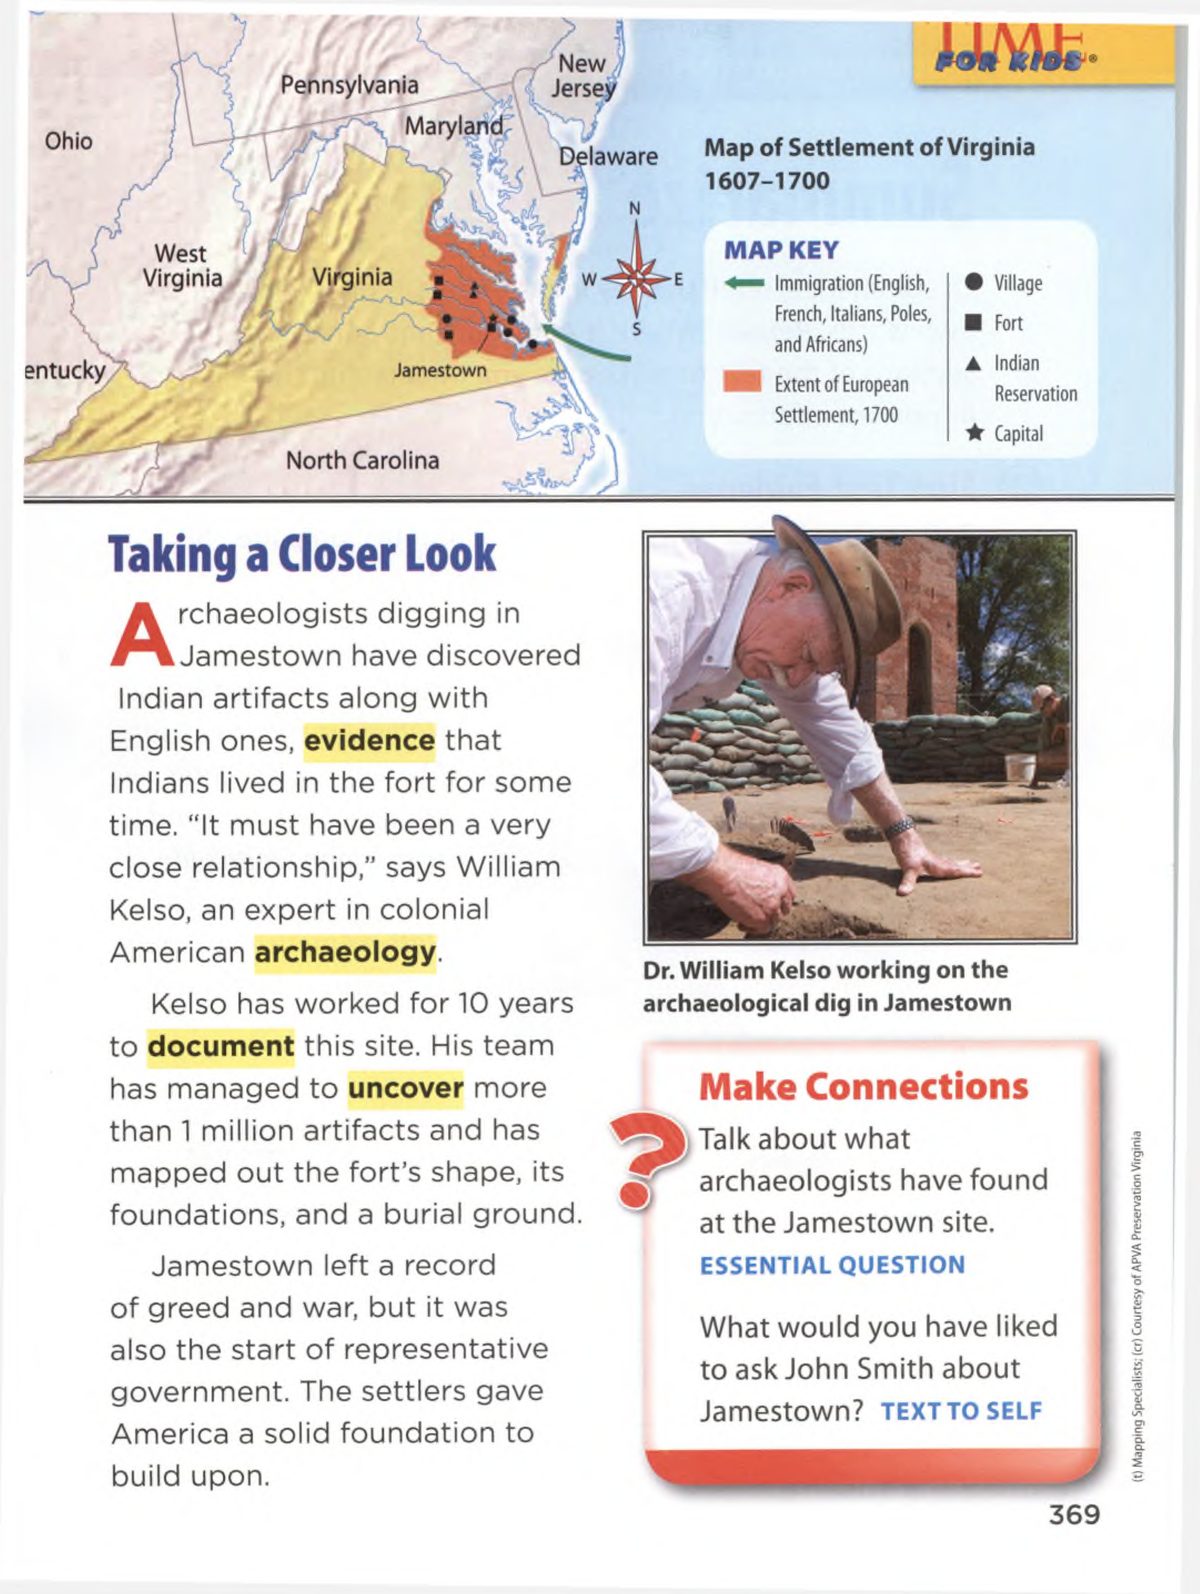 TIME
FOR KIDS®
Pennsylvania
New
Jersey
Ohio
Maryland
Delaware
Map of Settlement of Virginia
1607–1700
N
W
E
S
West
Virginia
Virginia
entucky
Jamestown
North Carolina
MAP KEY
Immigration (English,
French, Italians, Poles,
and Africans)
Extent of European
Settlement, 1700
Village
Fort
Indian
Reservation
Capital
Taking a Closer Look
Archaeologists digging in
Jamestown have discovered
Indian artifacts along with
English ones, evidence that
Indians lived in the fort for some
time. “It must have been a very
close relationship,” says William
Kelso, an expert in colonial
American archaeology.
Kelso has worked for 10 years
to document this site. His team
has managed to uncover more
than 1 million artifacts and has
mapped out the fort’s shape, its
foundations, and a burial ground.
Jamestown left a record
of greed and war, but it was
also the start of representative
government. The settlers gave
America a solid foundation to
build upon.
Dr. William Kelso working on the
archaeological dig in Jamestown
?
Make Connections
Talk about what
archaeologists have found
at the Jamestown site.
ESSENTIAL QUESTION
What would you have liked
to ask John Smith about
Jamestown? TEXT TO SELF
(t) Mapping Specialists; (cr) Courtesy of APVA Preservation Virginia
369